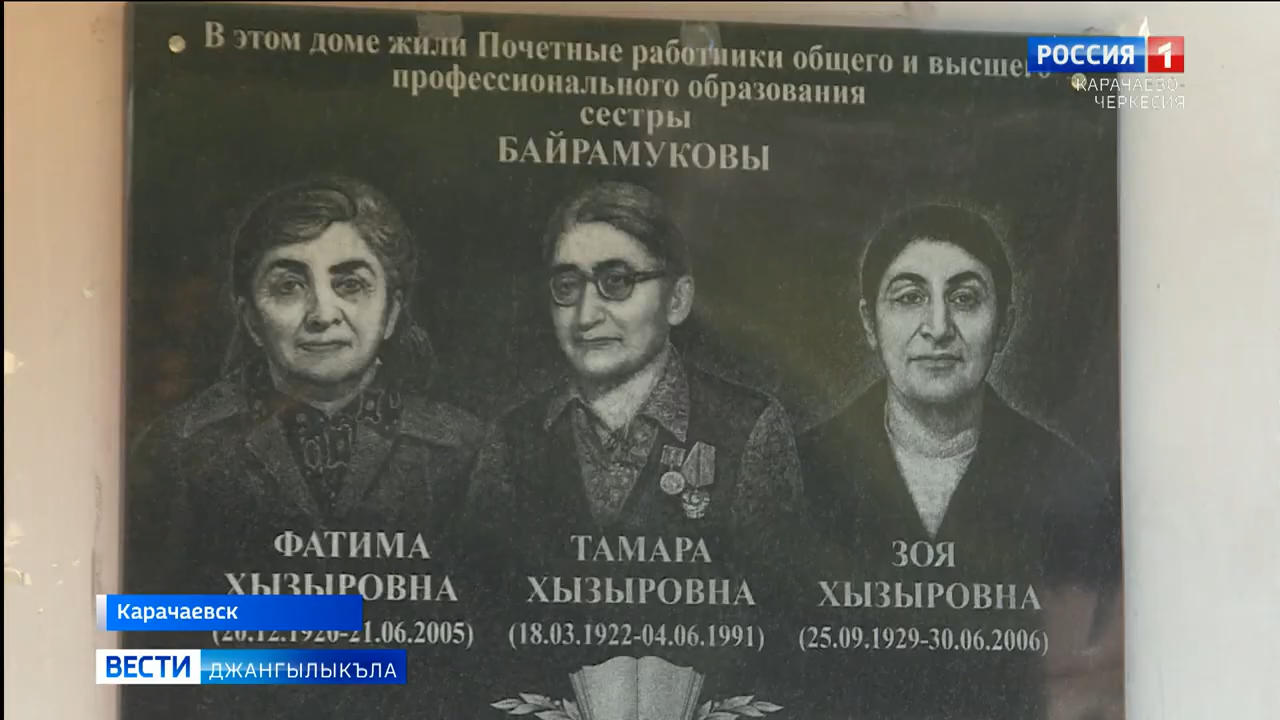 В этом доме жили Почетные работники общего и высшего
профессионального образования
сестры
БАЙРАМУКОВЫ
РОССИЯ 1
КАРАЧАЕВО-
ЧЕРКЕСИЯ
ФАТИМА
ХЫЗЫРОВНА
(20.12.1926-21.06.2005)
ТАМАРА
ХЫЗЫРОВНА
(18.03.1922-04.06.1991)
ЗОЯ
ХЫЗЫРОВНА
(25.09.1929-30.06.2006)
Карачаевск
ВЕСТИ ДЖАНГЫЛЫКЪЛА